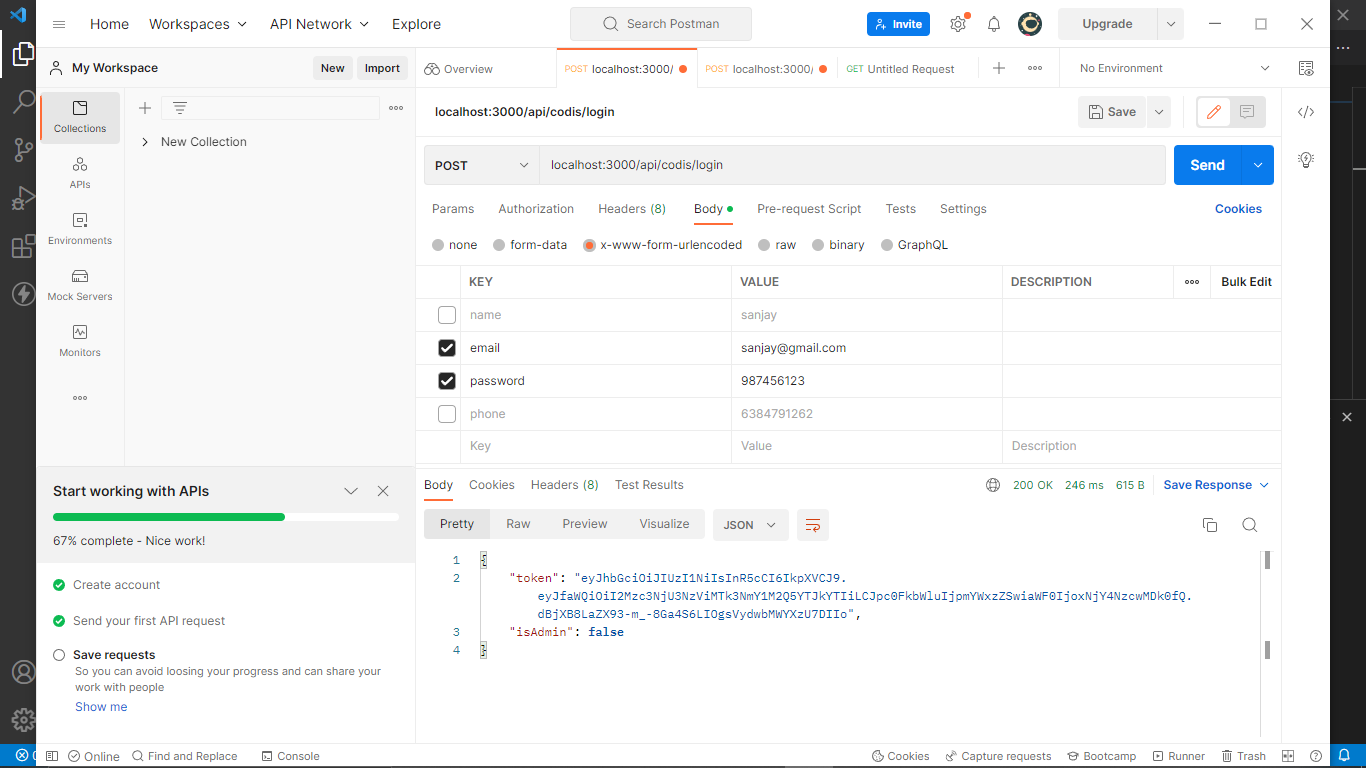 Home Workspaces API Network Explore Search Postman Invite Upgrade
My Workspace New Import Overview POST localhost:3000/ POST localhost:3000/ GET Untitled Request No Environment
Collections
APIs
Environments
Mock Servers
Monitors
New Collection
localhost:3000/api/codis/login Save
POST localhost:3000/api/codis/login Send
Params Authorization Headers (8) Body Pre-request Script Tests Settings Cookies
none form-data x-www-form-urlencoded raw binary GraphQL
KEY VALUE DESCRIPTION Bulk Edit
name sanjay
email sanjay@gmail.com
password 987456123
phone 6384791262
Key Value Description
Body Cookies Headers (8) Test Results 200 OK 246 ms 615 B Save Response
Pretty Raw Preview Visualize JSON
1 {
2 "token": "eyJhbGciOiJIUzI1NiIsInR5cCI6IkpXVCJ9.
eyJfaWQiOiI2Mzc3NjU3NzViMTk3NmY1M2Q5YTJkYTIiLCJpc0FkbWluIjpmYWxzZSwiaWF0IjoxNjY4NzcwMDk0fQ.
dBjXB8LaZX93-m_-8Ga4S6LIOgsVydwbMWYXzU7DIIo",
3 "isAdmin": false
4 }
Start working with APIs
67% complete - Nice work!
Create account
Send your first API request
Save requests
So you can avoid loosing your progress and can share your
work with people
Show me
Online Find and Replace Console Cookies Capture requests Bootcamp Runner Trash